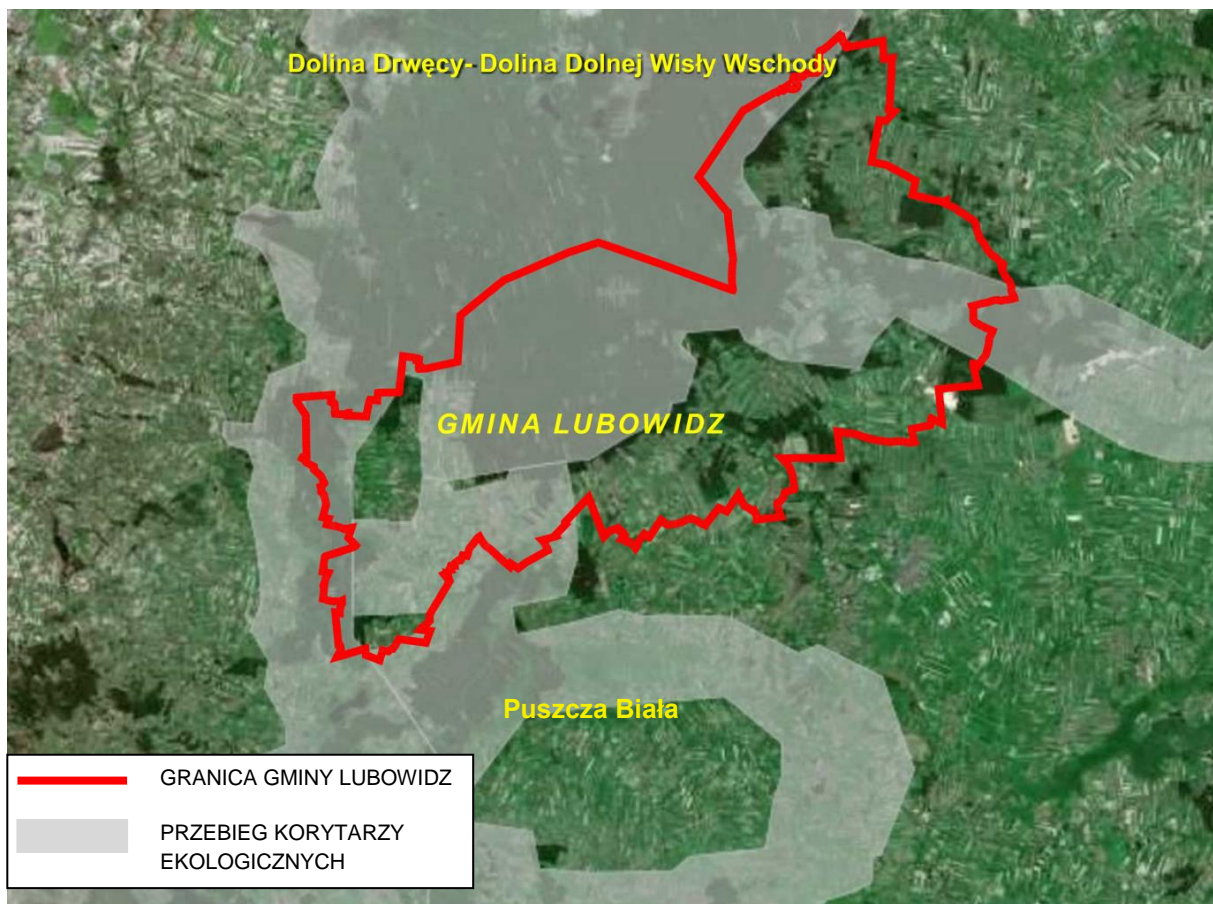 Dolina Drwęcy- Dolina Dolnej Wisły Wschody
GMINA LUBOWIDZ
Puszcza Biała
GRANICA GMINY LUBOWIDZ
PRZEBIEG KORYTARZY
EKOLOGICZNYCH